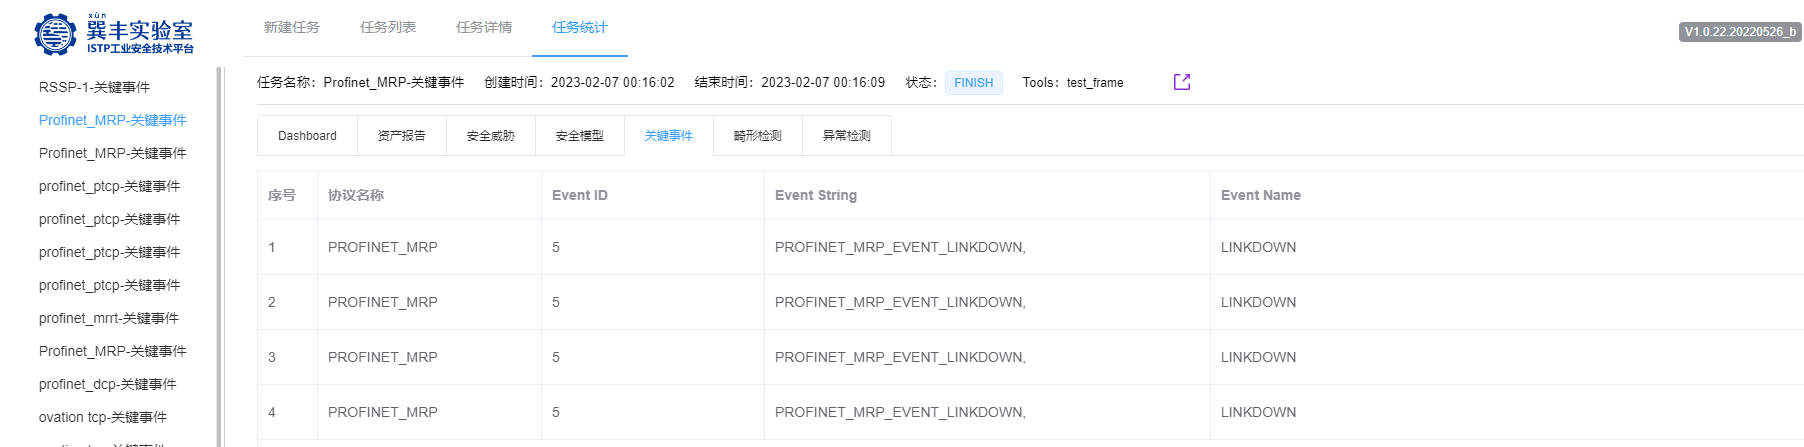 xùn
巽丰实验室
ISTP工业安全技术平台
新建任务 任务列表 任务详情 任务统计
V1.0.22.20220526_b
RSSP-1-关键事件
Profinet_MRP-关键事件
Profinet_MRP-关键事件
profinet_ptcp-关键事件
profinet_ptcp-关键事件
profinet_ptcp-关键事件
profinet_ptcp-关键事件
profinet_mrrt-关键事件
Profinet_MRP-关键事件
profinet_dcp-关键事件
ovation tcp-关键事件
任务名称：Profinet_MRP-关键事件 创建时间：2023-02-07 00:16:02 结束时间：2023-02-07 00:16:09 状态： FINISH Tools：test_frame
Dashboard 资产报告 安全威胁 安全模型 关键事件 畸形检测 异常检测
序号 协议名称 Event ID Event String Event Name
1 PROFINET_MRP 5 PROFINET_MRP_EVENT_LINKDOWN, LINKDOWN
2 PROFINET_MRP 5 PROFINET_MRP_EVENT_LINKDOWN, LINKDOWN
3 PROFINET_MRP 5 PROFINET_MRP_EVENT_LINKDOWN, LINKDOWN
4 PROFINET_MRP 5 PROFINET_MRP_EVENT_LINKDOWN, LINKDOWN